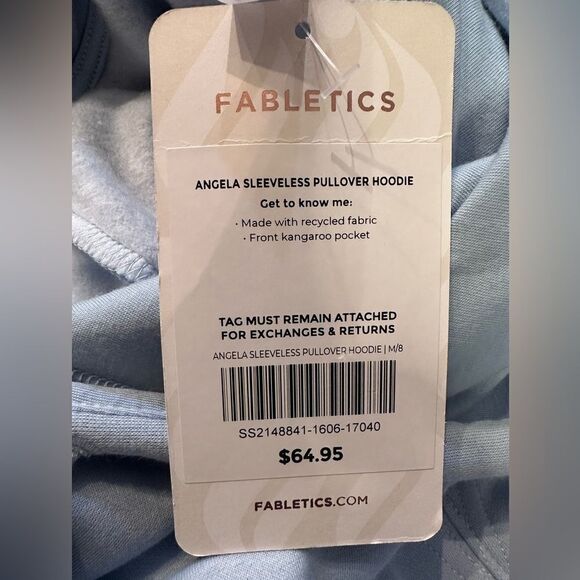 FABLETICS
ANGELA SLEEVELESS PULLOVER HOODIE
Get to know me:
• Made with recycled fabric
• Front kangaroo pocket
TAG MUST REMAIN ATTACHED
FOR EXCHANGES & RETURNS
ANGELA SLEEVELESS PULLOVER HOODIE | M/8
SS2148841-1606-17040
$64.95
FABLETICS.COM